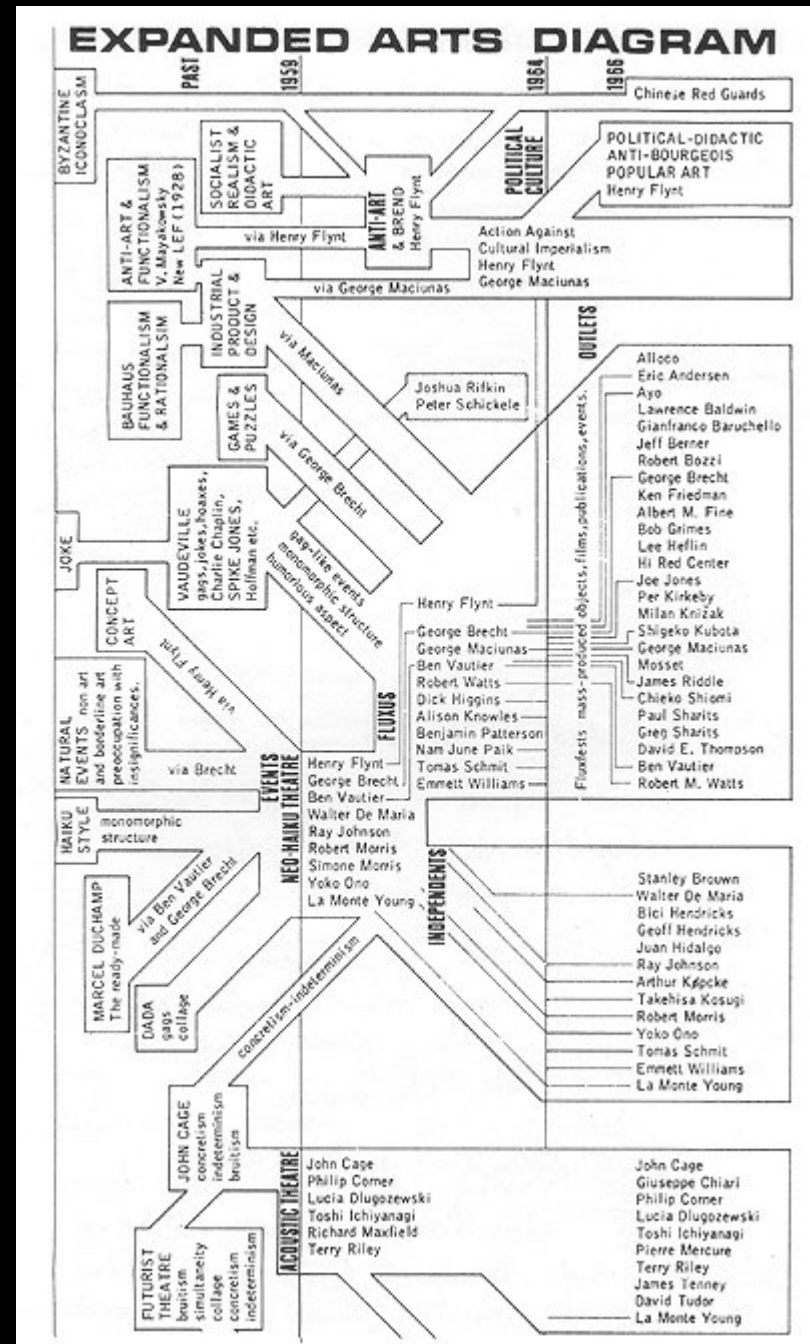 EXPANDED ARTS DIAGRAM
PAST
1959
1964
1966
BYZANTINE
ICONOCLASM
Chinese Red Guards
SOCIALIST
REALISM &
DIDACTIC
ART
POLITICAL
CULTURE
POLITICAL-DIDACTIC
ANTI-BOURGEOIS
POPULAR ART
Henry Flynt
ANTI-ART &
FUNCTIONALISM
V. Mayakowsky
New LEF (1928)
via Henry Flynt
ANTI-ART
& BREND
Henry Flynt
Action Against
Cultural Imperialism
Henry Flynt
George Maciunas
via George Maciunas
INDUSTRIAL
PRODUCT &
DESIGN
BAUHAUS
FUNCTIONALISM
& RATIONALSIM
via Maciunas
Joshua Rifkin
Peter Schickele
GAMES &
PUZZLES
via George Brecht
OUTLETS
Fluxfests mass-produced objects, films, publications, events.
Alloco
Eric Andersen
Ayo
Lawrence Baldwin
Gianfranco Baruchello
Jeff Berner
Robert Bozzi
George Brecht
Ken Friedman
Albert M. Fine
Bob Grimes
Lee Heflin
Hi Red Center
Joe Jones
Per Kirkeby
Milan Knižak
Shigeko Kubota
George Maciunas
Mosset
James Riddle
Chieko Shiomi
Paul Sharits
Greg Sharits
David E. Thompson
Ben Vautier
Robert M. Watts
JOKE
VAUDEVILLE
gags, jokes, hoaxes,
Charlie Chaplin,
SPIKE JONES,
Hoffman etc.
gag-like events
monomorphic structure
humorious aspect
CONCEPT
ART
via Henry Flynt
FLUXUS
Henry Flynt
George Brecht
George Maciunas
Ben Vautier
Robert Watts
Dick Higgins
Alison Knowles
Benjamin Patterson
Nam June Paik
Tomas Schmit
Emmett Williams
NATURAL
EVENTS non art
and borderline art
preoccupation with
insignificances.
via Brecht
EVENTS
NEO-HAIKU THEATRE
Henry Flynt
George Brecht
Ben Vautier
Walter De Maria
Ray Johnson
Robert Morris
Simone Morris
Yoko Ono
La Monte Young
HAIKU
STYLE
monomorphic
structure
MARCEL DUCHAMP
The ready-made
via Ben Vautier
and George Brecht
DADA
gags
collage
INDEPENDENTS
Stanley Brouwn
Walter De Maria
Bici Hendricks
Geoff Hendricks
Juan Hidalgo
Ray Johnson
Arthur Køpcke
Takehisa Kosugi
Robert Morris
Yoko Ono
Tomas Schmit
Emmett Williams
La Monte Young
concretism-indeterminism
JOHN CAGE
concretism
indeterminism
bruitism
FUTURIST
THEATRE
bruitism
simultaneity
collage
concretism
indeterminism
ACOUSTIC THEATRE
John Cage
Philip Corner
Lucia Dlugozewski
Toshi Ichiyanagi
Richard Maxfield
Terry Riley
John Cage
Giuseppe Chiari
Philip Corner
Lucia Dlugozewski
Toshi Ichiyanagi
Pierre Mercure
Terry Riley
James Tenney
David Tudor
La Monte Young